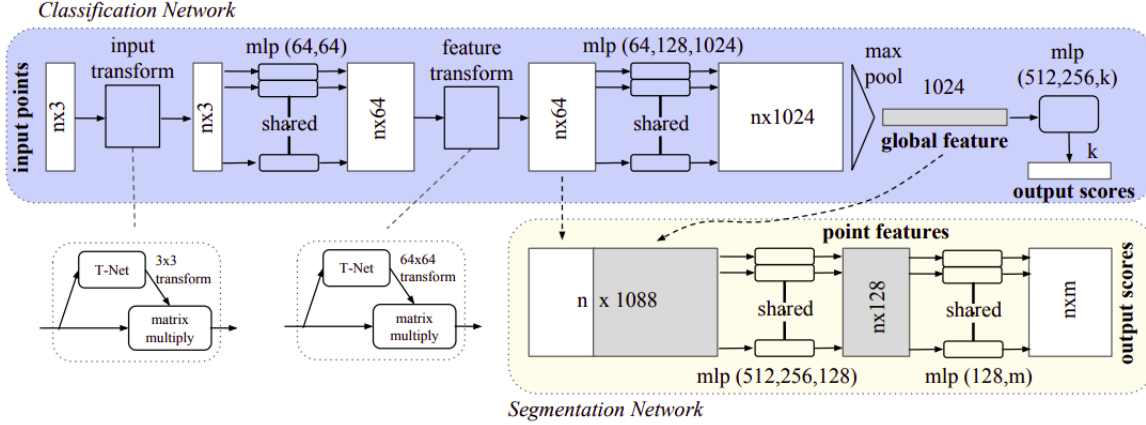 Classification Network
input points
nx3
input
transform
nx3
mlp (64,64)
shared
nx64
feature
transform
nx64
mlp (64,128,1024)
shared
nx1024
max
pool
1024
global feature
mlp
(512,256,k)
k
output scores
T-Net
3x3
transform
matrix
multiply
T-Net
64x64
transform
matrix
multiply
point features
n x 1088
shared
mlp (512,256,128)
nx128
shared
mlp (128,m)
nxm
output scores
Segmentation Network